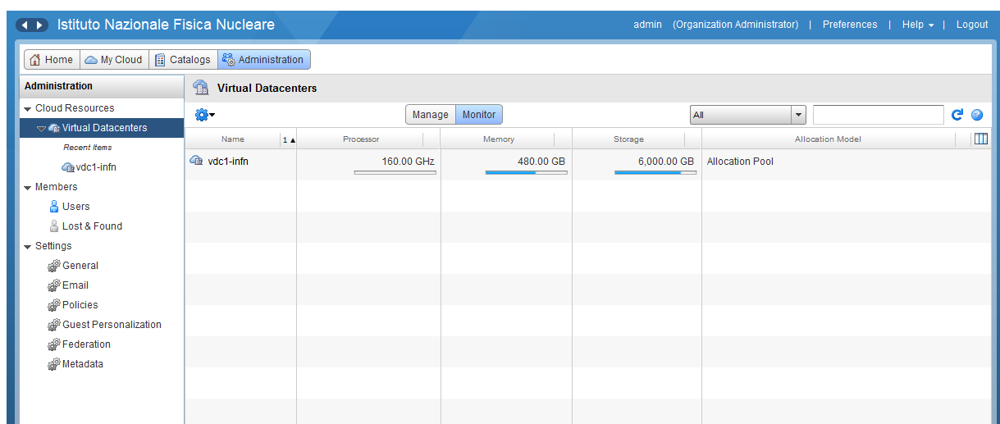 Istituto Nazionale Fisica Nucleare
admin (Organization Administrator) | Preferences | Help | Logout
Home My Cloud Catalogs Administration
Administration
Virtual Datacenters
Cloud Resources
Virtual Datacenters
Recent Items
vdc1-infn
Members
Users
Lost & Found
Settings
General
Email
Policies
Guest Personalization
Federation
Metadata
Manage Monitor All
Name 1 ▲ Processor Memory Storage Allocation Model
vdc1-infn 160.00 GHz 480.00 GB 6,000.00 GB Allocation Pool